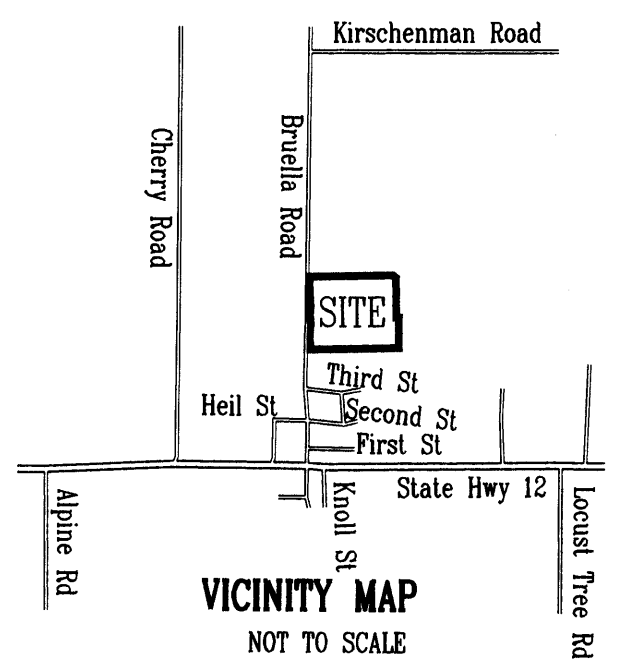 Kirschenman Road
Cherry Road
Bruella Road
SITE
Third St
Heil St
Second St
First St
State Hwy 12
Alpine Rd
Knoll St
Locust Tree Rd
VICINITY MAP
NOT TO SCALE